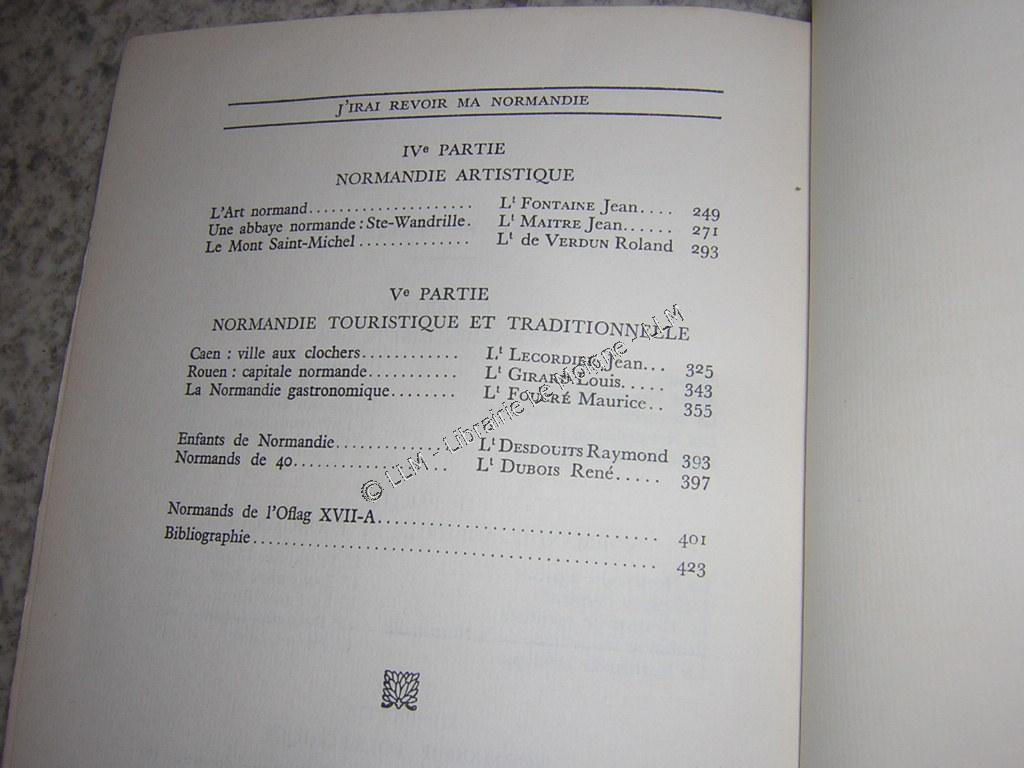 J'IRAI REVOIR MA NORMANDIE
IVe PARTIE
NORMANDIE ARTISTIQUE
L'Art normand...................... Lt FONTAINE Jean.... 249
Une abbaye normande : Ste-Wandrille. Lt MAITRE Jean...... 271
Le Mont Saint-Michel .............. Lt de VERDUN Roland 293
Ve PARTIE
NORMANDIE TOURISTIQUE ET TRADITIONNELLE
Caen : ville aux clochers............ Lt LECORDIER Jean... 325
Rouen : capitale normande........... Lt GIRARD Louis..... 343
La Normandie gastronomique........ Lt FOUCRÉ Maurice.. 355
Enfants de Normandie............... Lt DESDOUITS Raymond 393
Normands de 40.................... Lt DUBOIS René..... 397
Normands de l'Oflag XVII-A................................ 401
Bibliographie............................................. 423
© LLM - Librairie Le Moigne - LLM